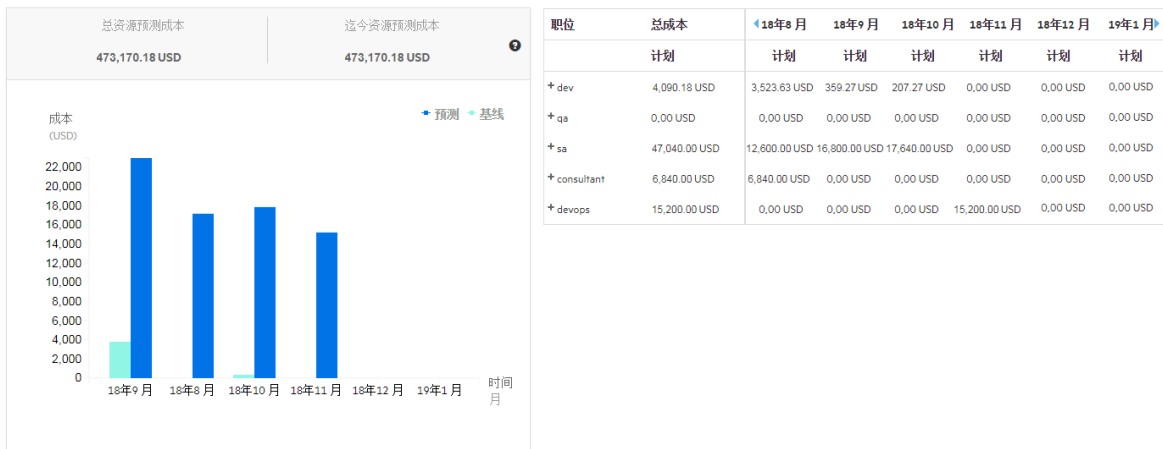 总资源预测成本 迄今资源预测成本
473,170.18 USD 473,170.18 USD
?
成本
(USD)
预测 基线
22,000
20,000
18,000
16,000
14,000
12,000
10,000
8,000
6,000
4,000
2,000
0
18年9 月 18年8 月 18年10 月 18年11 月 18年12 月 19年1 月
时间
月
职位 总成本 18年8 月 18年9 月 18年10 月 18年11 月 18年12 月 19年1 月
计划 计划 计划 计划 计划 计划 计划
+ dev 4,090.18 USD 3,523.63 USD 359.27 USD 207.27 USD 0,00 USD 0,00 USD 0,00 USD
+ qa 0,00 USD 0,00 USD 0,00 USD 0,00 USD 0,00 USD 0,00 USD 0,00 USD
+ sa 47,040.00 USD 12,600.00 USD 16,800.00 USD 17,640.00 USD 0,00 USD 0,00 USD 0,00 USD
+ consultant 6,840.00 USD 6,840.00 USD 0,00 USD 0,00 USD 0,00 USD 0,00 USD 0,00 USD
+ devops 15,200.00 USD 0,00 USD 0,00 USD 0,00 USD 15,200.00 USD 0,00 USD 0,00 USD